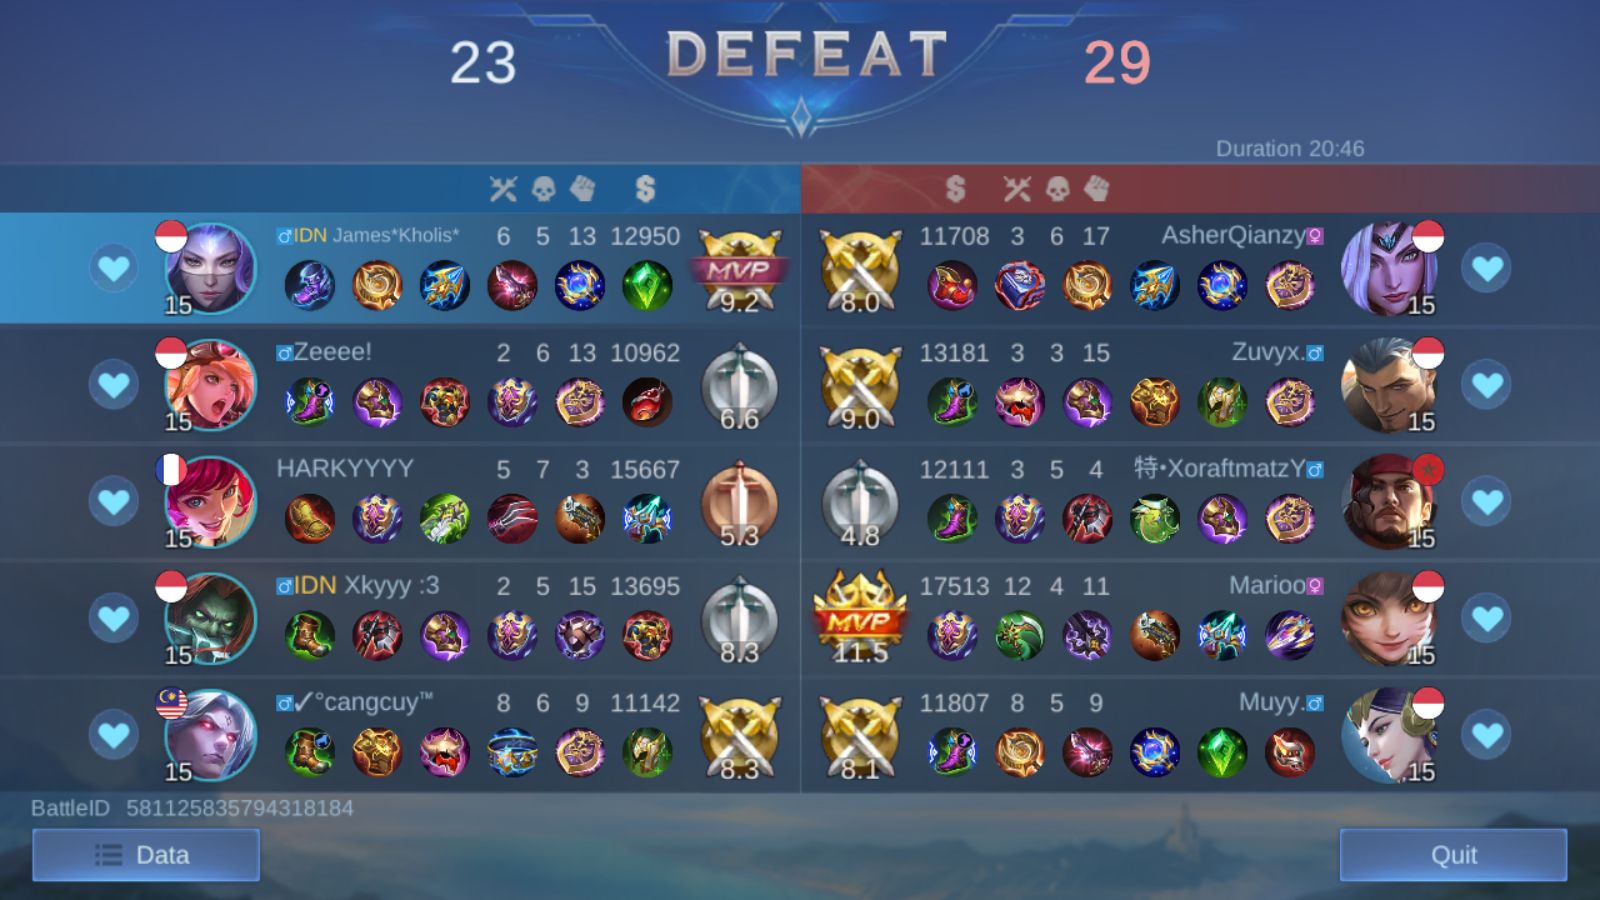 23 DEFEAT 29
Duration 20:46
IDN James*Kholis* 6 5 13 12950
MVP
9.2
15
Zeeee! 2 6 13 10962
6.6
15
HARKYYYY 5 7 3 15667
5.3
15
IDN Xkyyy :3 2 5 15 13695
8.3
15
✓°cangcuy™ 8 6 9 11142
8.3
15
11708 3 6 17 AsherQianzy
8.0
15
13181 3 3 15 Zuvyx.
9.0
15
12111 3 5 4 特•XoraftmatzY
4.8
15
17513 12 4 11 Marioo
MVP
11.5
15
11807 8 5 9 Muyy.
8.1
15
BattleID 581125835794318184
Data
Quit